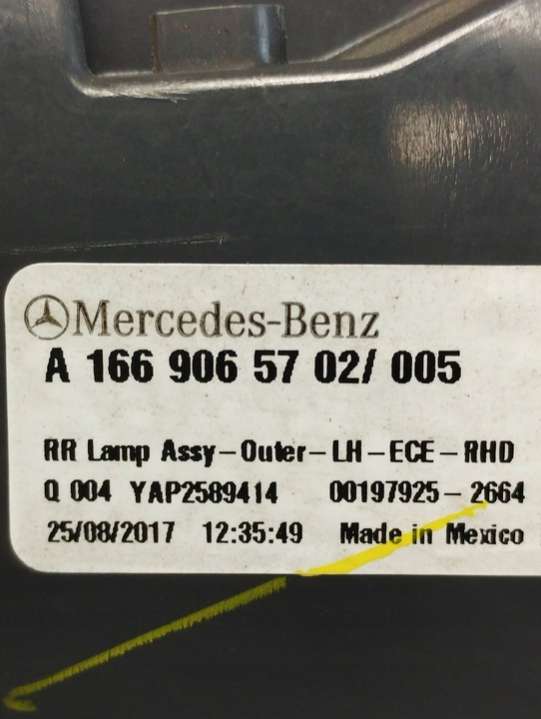 Mercedes-Benz
A 166 906 57 02/ 005
RR Lamp Assy-Outer-LH-ECE-RHD
Q 004 YAP2589414 00197925-2664
25/08/2017 12:35:49 Made in Mexico